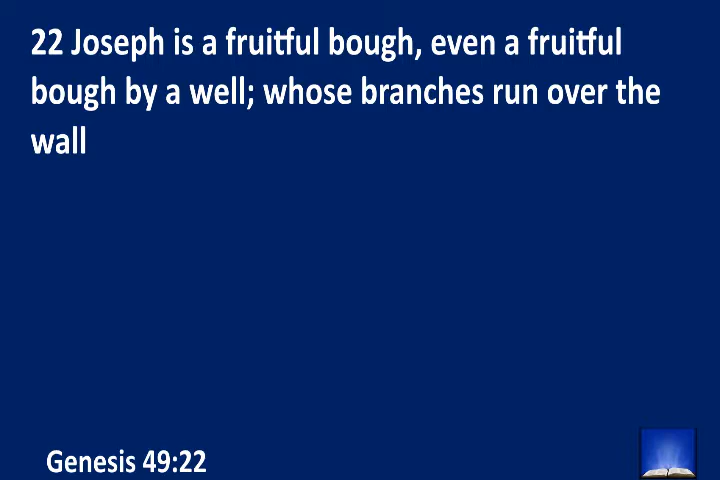 22 Joseph is a fruitful bough, even a fruitful
bough by a well; whose branches run over the
wall
Genesis 49:22